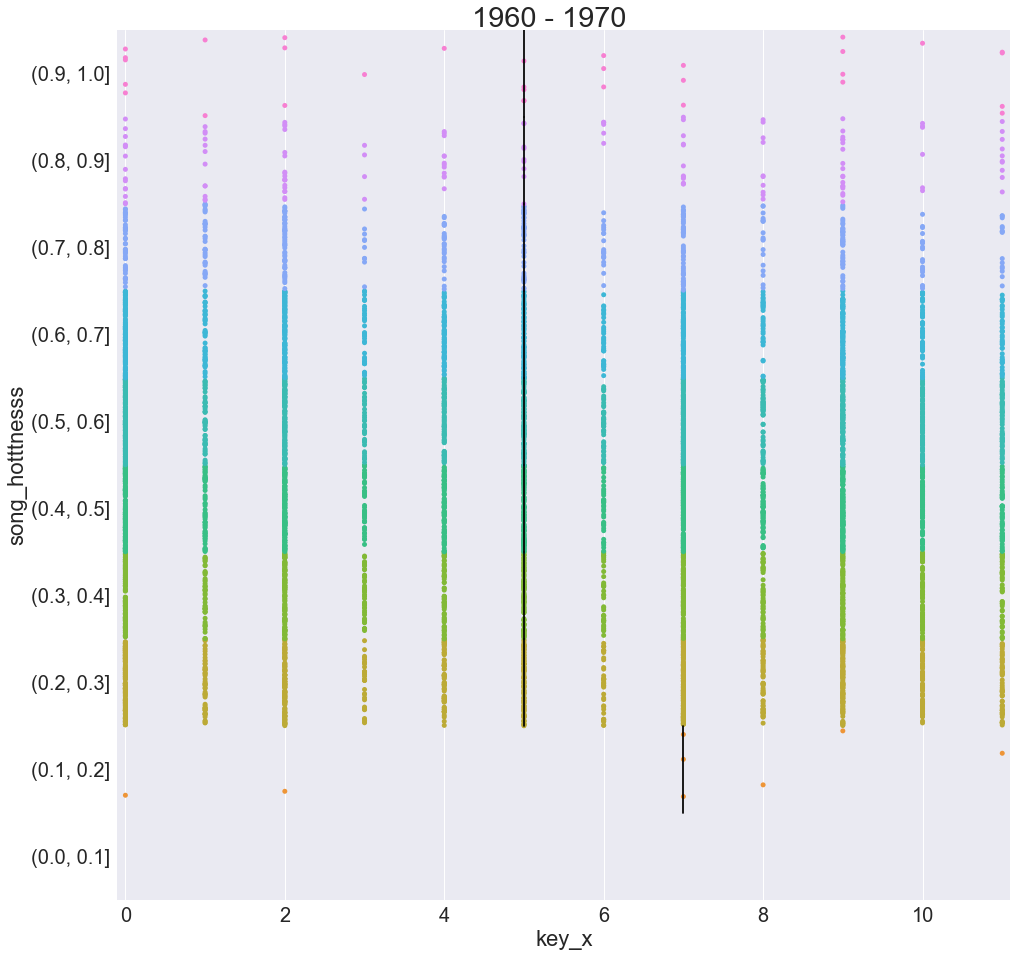 1960 - 1970
song_hotttnesss
(0.9, 1.0]
(0.8, 0.9]
(0.7, 0.8]
(0.6, 0.7]
(0.5, 0.6]
(0.4, 0.5]
(0.3, 0.4]
(0.2, 0.3]
(0.1, 0.2]
(0.0, 0.1]
0 2 4 6 8 10
key_x